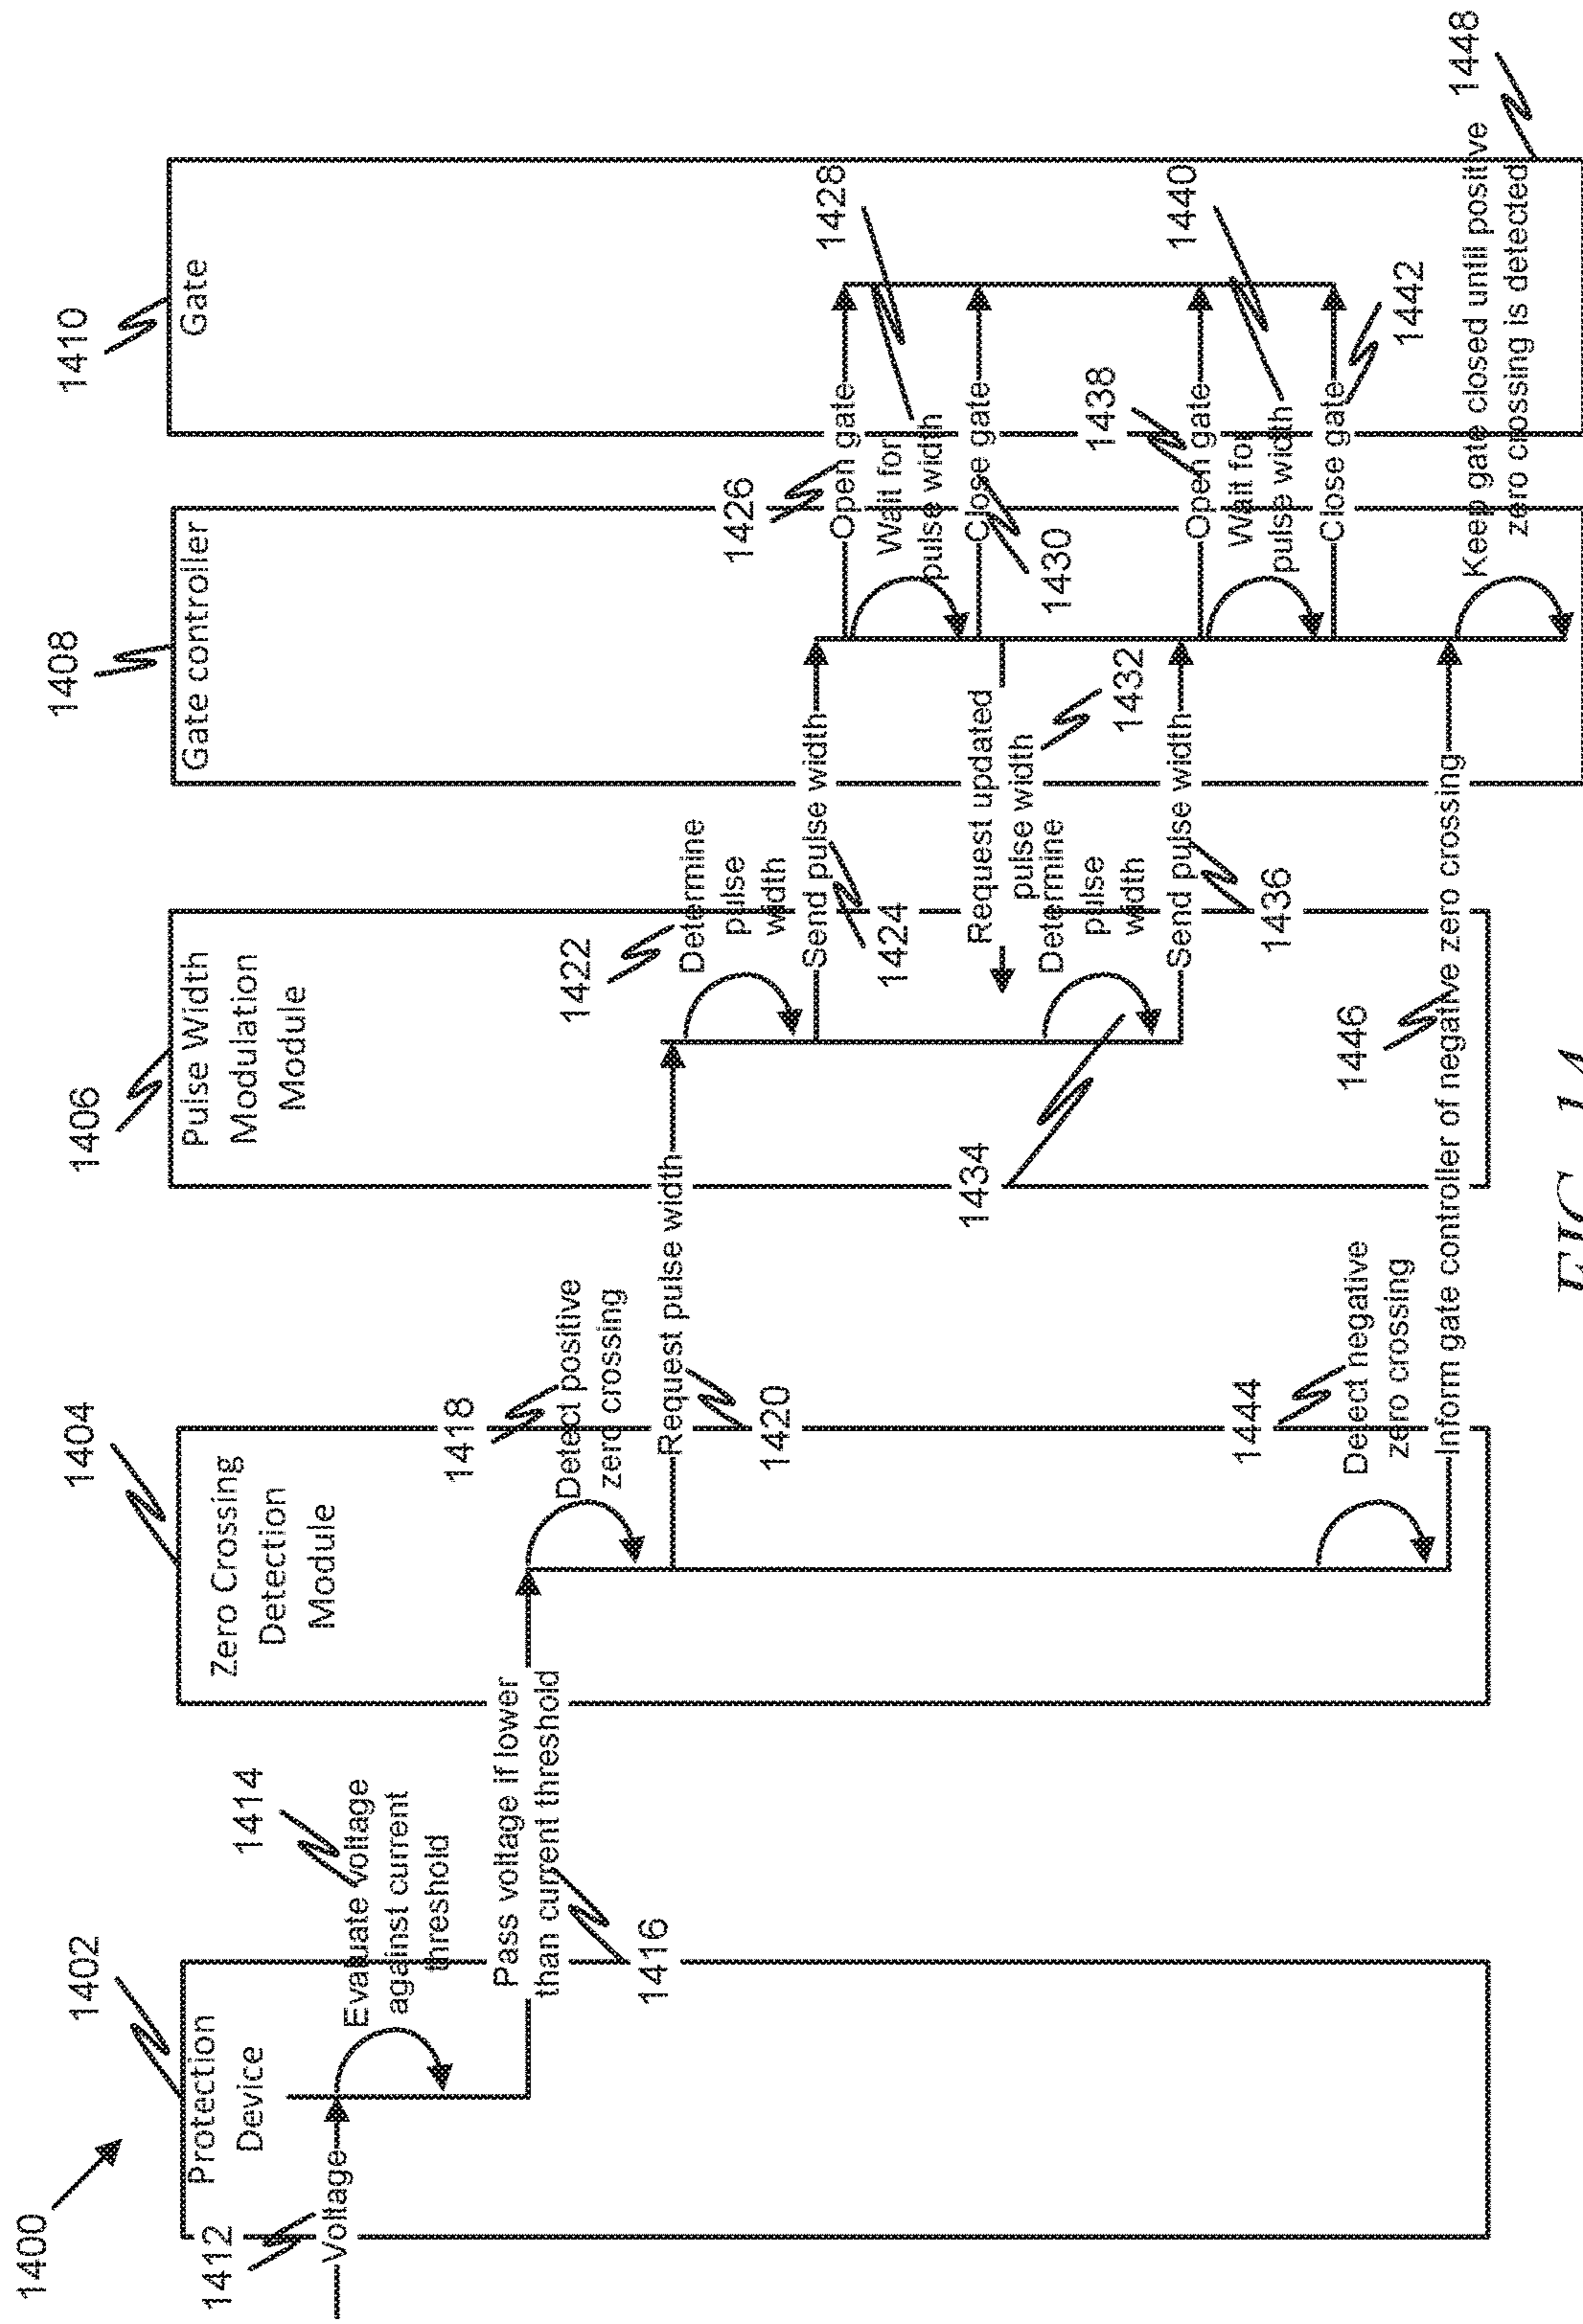 1400
1402
1404
1406
1408
1410
Protection
Device
Zero Crossing
Detection
Module
Pulse Width
Modulation
Module
Gate controller
Gate
1412
Voltage
1414
Evaluate voltage
against current
threshold
Pass voltage if lower
than current threshold
1416
1418
Detect positive
zero crossing
Request pulse width
1420
1422
Determine
pulse
width
Send pulse width
1424
1426
Open gate
Wait for
pulse width
1428
Close gate
1430
Request updated
pulse width
1432
Determine
pulse
width
1434
Send pulse width
1436
1438
Open gate
Wait for
pulse width
1440
Close gate
1442
1444
Detect negative
zero crossing
1446
Inform gate controller of negative zero crossing
Keep gate closed until positive
zero crossing is detected
1448
FIG. 14